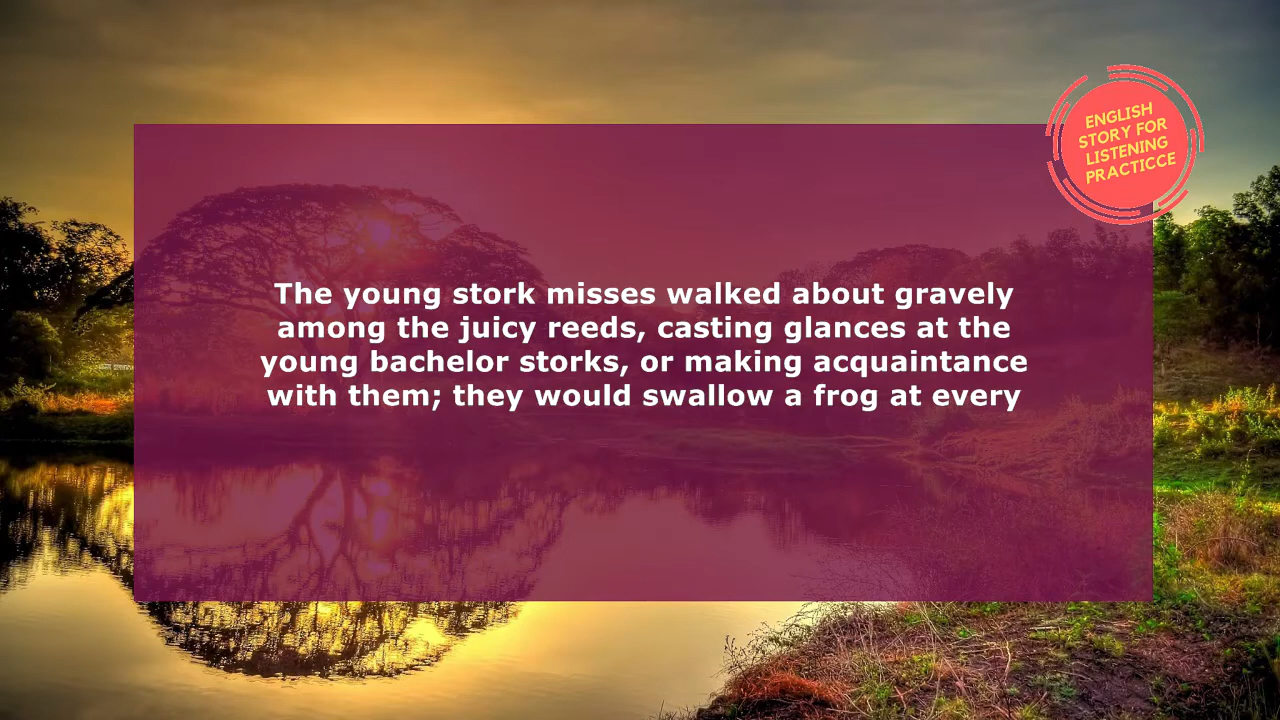 ENGLISH
STORY FOR
LISTENING
PRACTICCE
The young stork misses walked about gravely
among the juicy reeds, casting glances at the
young bachelor storks, or making acquaintance
with them; they would swallow a frog at every